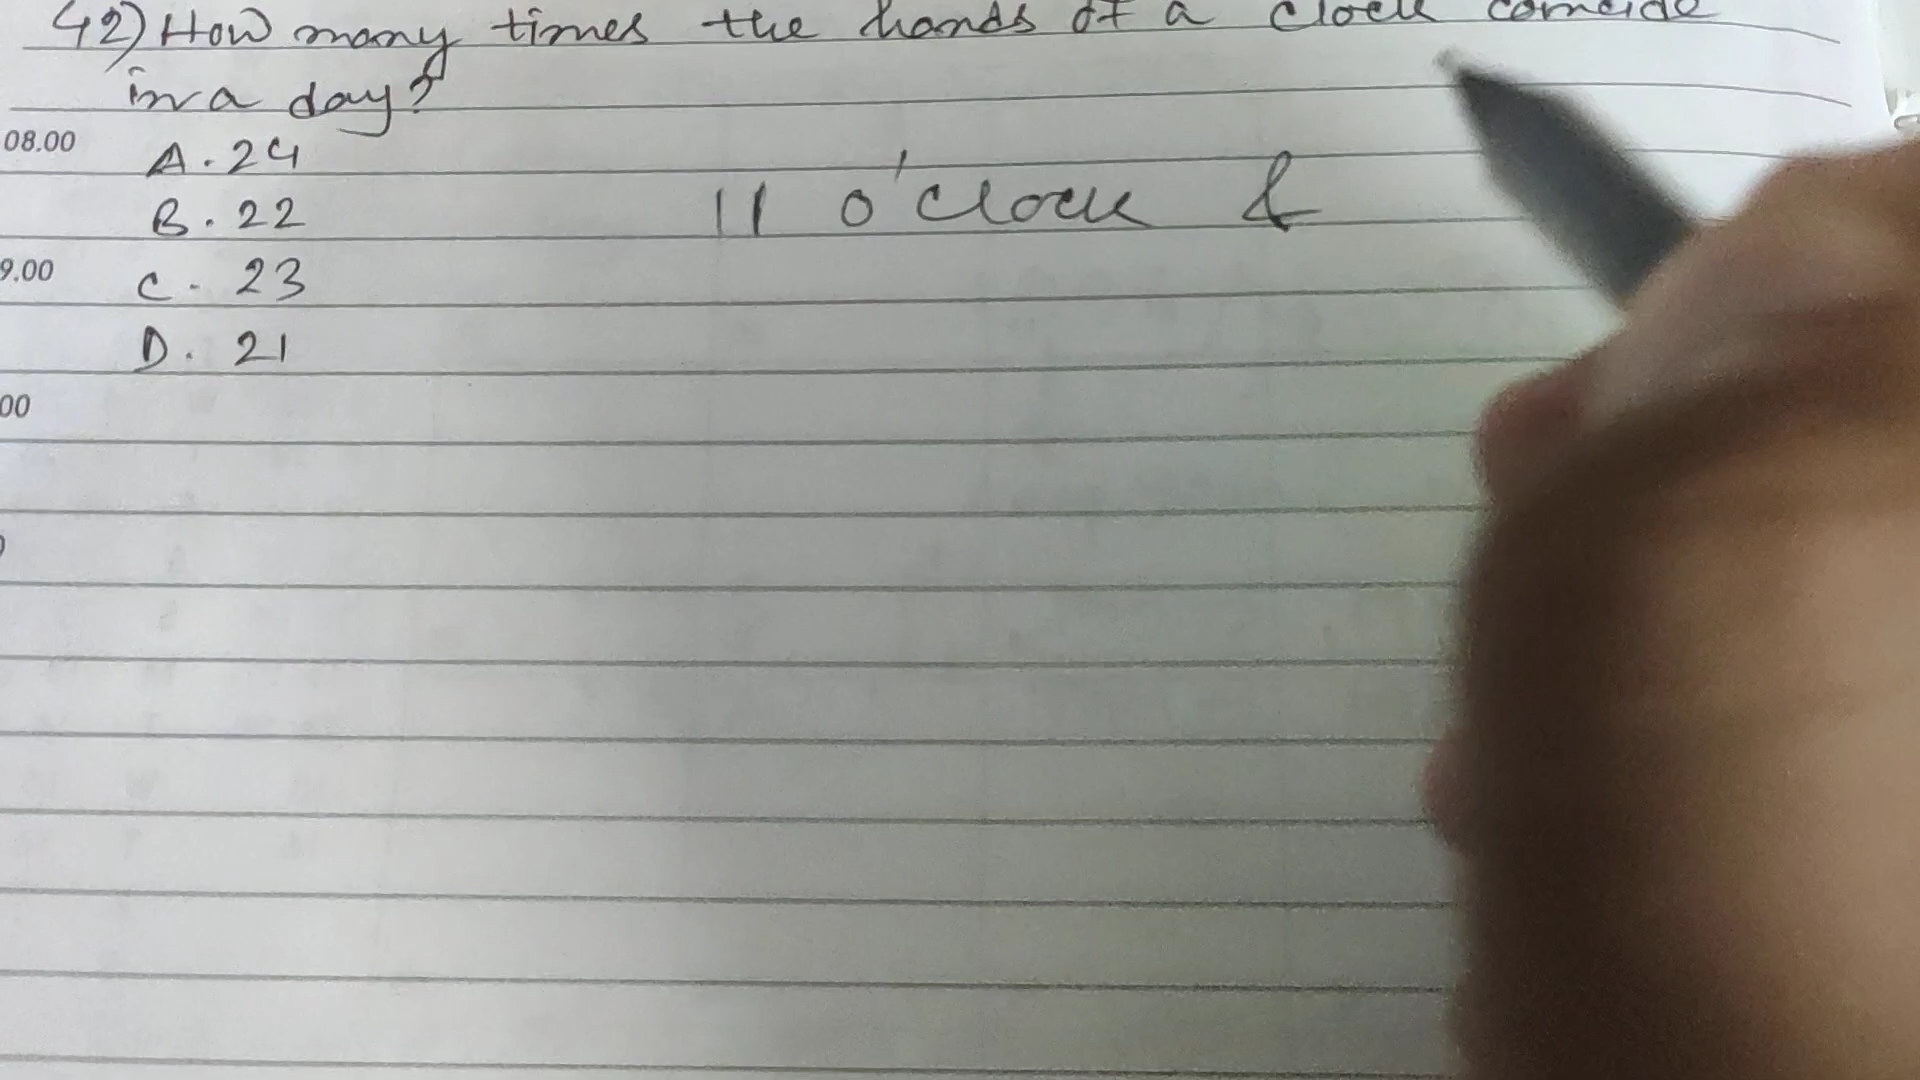 42) How many times the hands of a clock coincide
in a day?
08.00
A. 24
11 o'clock &
B. 22
9.00
C. 23
D. 21
00